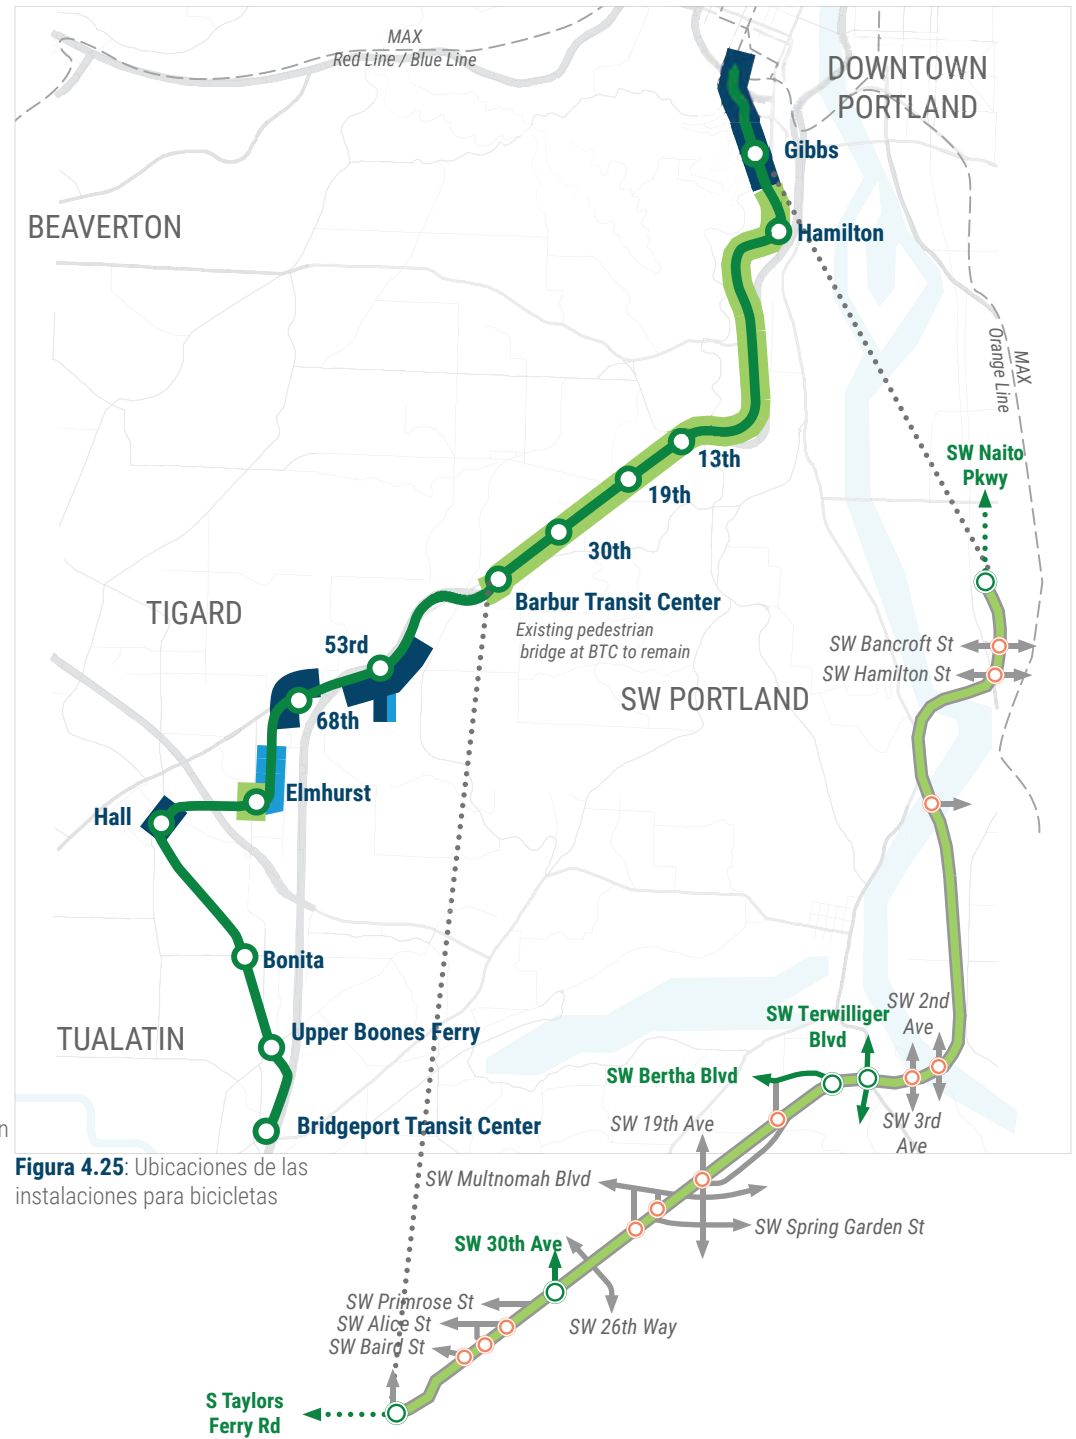 MAX
Red Line / Blue Line
DOWNTOWN
PORTLAND
Gibbs
BEAVERTON
Hamilton
MAX
Orange Line
SW Naito
Pkwy
13th
19th
30th
Barbur Transit Center
Existing pedestrian
bridge at BTC to remain
TIGARD
53rd
SW Bancroft St
SW Hamilton St
SW PORTLAND
68th
Elmhurst
Hall
Bonita
SW 2nd
Ave
SW Terwilliger
Blvd
Upper Boones Ferry
TUALATIN
SW Bertha Blvd
SW 3rd
Ave
SW 19th Ave
Bridgeport Transit Center
n
Figura 4.25: Ubicaciones de las
instalaciones para bicicletas
SW Multnomah Blvd
SW Spring Garden St
SW 30th Ave
SW Primrose St
SW Alice St
SW 26th Way
SW Baird St
S Taylors
Ferry Rd